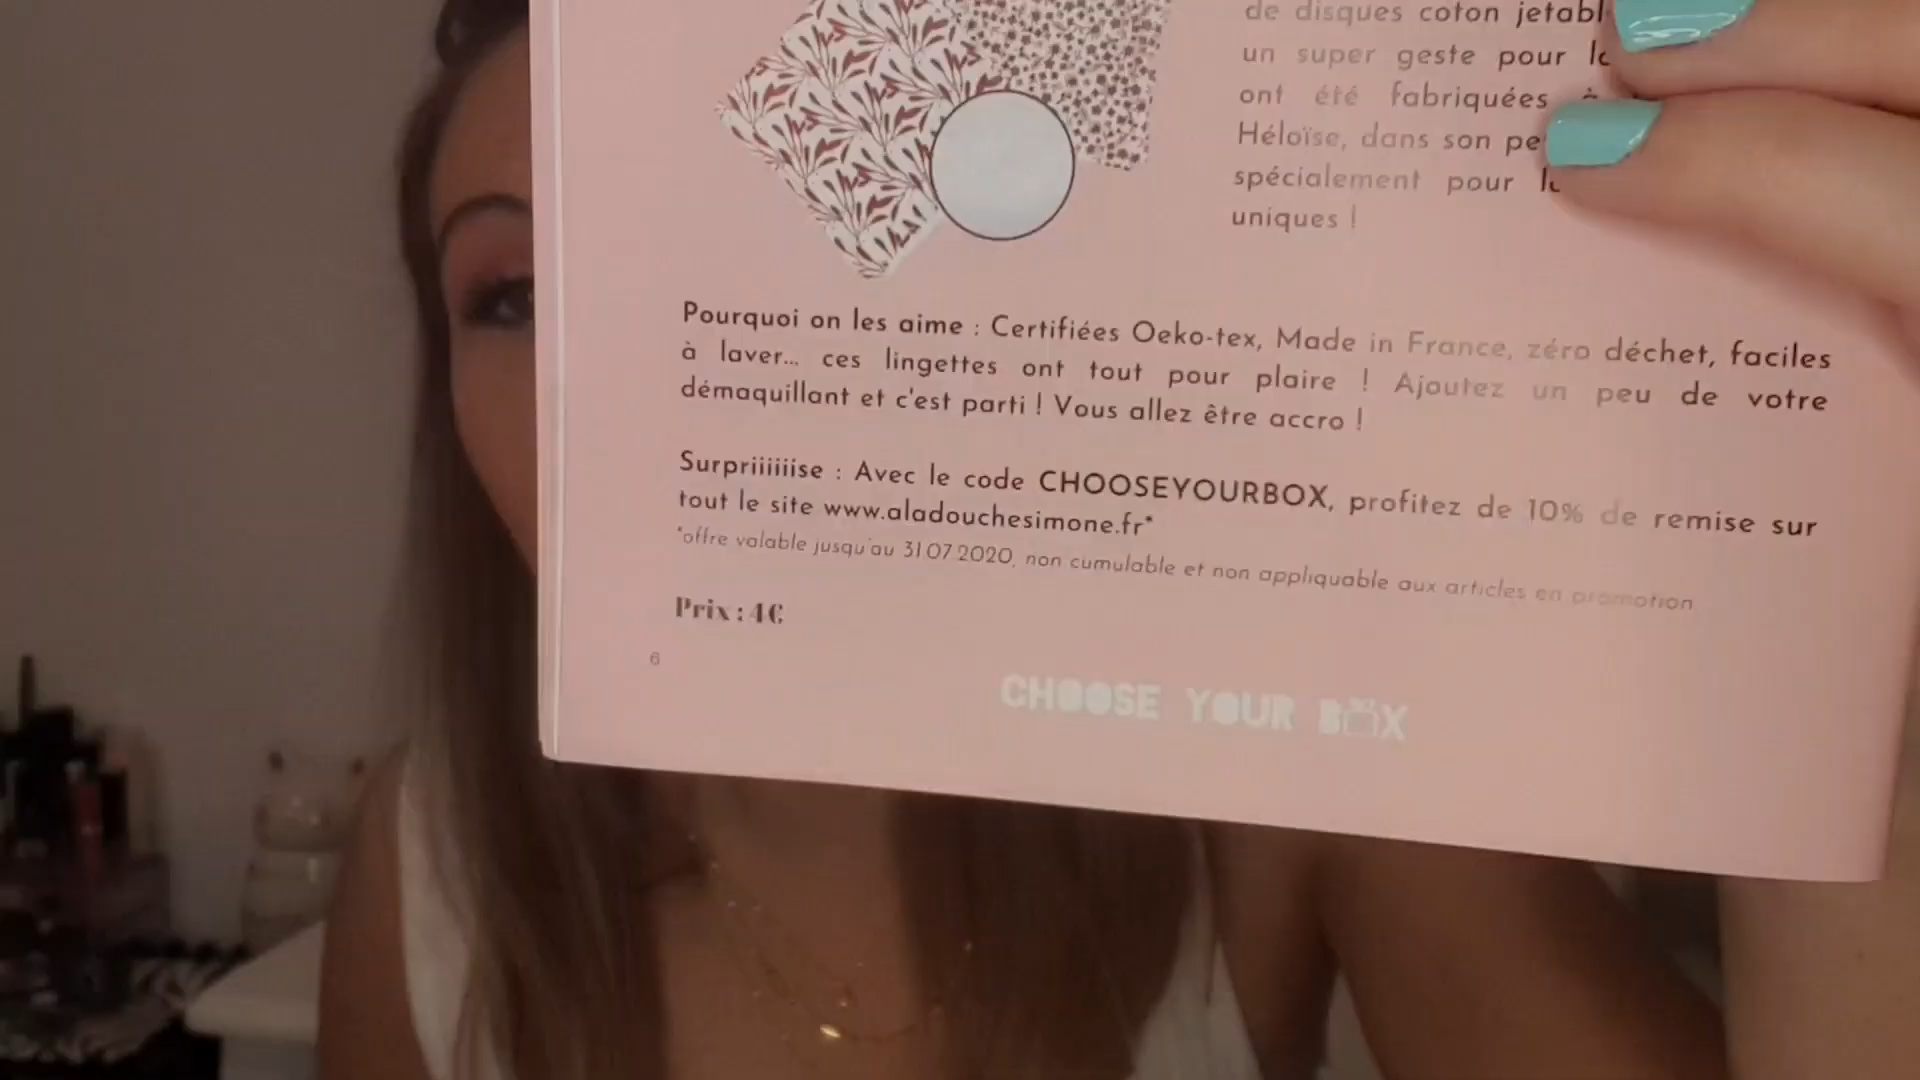 de disques coton
un super geste pour
ont été fabriquées
Héloïse, dans son
spécialement pour
uniques !
Pourquoi on les aime : Certifiées Oeko-tex, Made in France, zéro déchet, faciles
à laver... ces lingettes ont tout pour plaire ! Ajoutez un peu de votre
démaquillant et c'est parti ! Vous allez être accro !
Surpriiiiiise : Avec le code CHOOSEYOURBOX, profitez de 10% de remise sur
tout le site www.aladouchesimone.fr*
*offre valable jusqu'au 31.07.2020, non cumulable et non appliquable aux articles en promotion
Prix : 4€
6
CHOOSE YOUR BOX